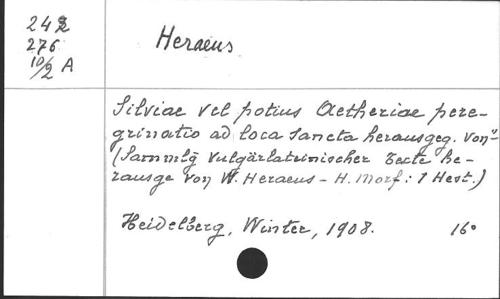 242
276
10/2 A
Heraeus
Silviae vel potius Aetheriae pere-
grinatio ad loca sancta herausgeg. von -"
(Sammlg vulgärlateinischer Texte he-
rausge von W. Heraeus - H. Morf: 1 Heft.)
Heidelberg, Winter, 1908. 16°